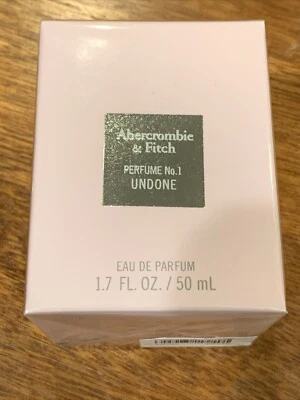 Abercrombie
& Fitch
PERFUME No.1
UNDONE
EAU DE PARFUM
1.7 FL. OZ. / 50 mL